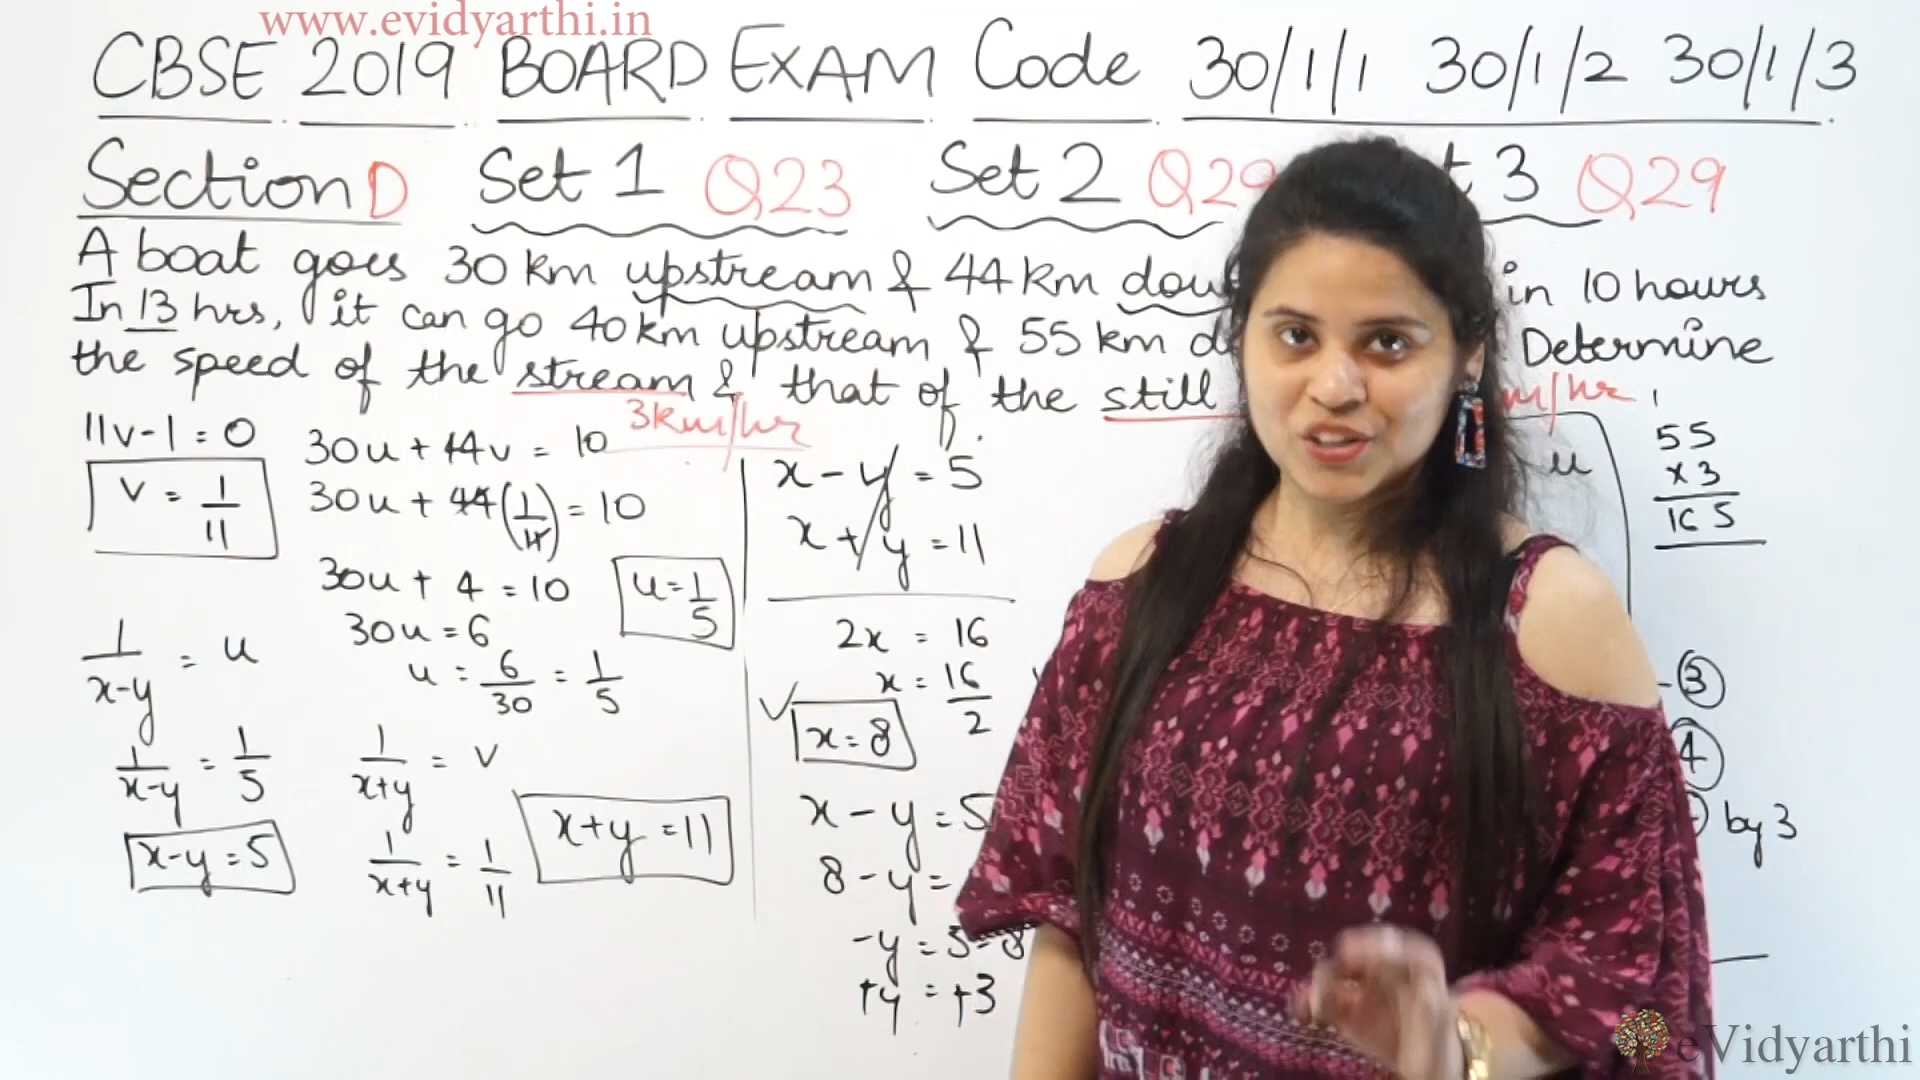 www.evidyarthi.in
CBSE 2019 BOARD EXAM Code 30/1/1 30/1/2 30/1/3
Section D Set 1 Q23 Set 2 Q29 3 Q29
A boat goes 30 km upstream & 44 km in 10 hours
In 13 hrs, it can go 40 km upstream & 55 km Determine
the speed of the stream & that of the still
3km/hr m/hr
11v-1=0
v = 1/11
1/(x-y) = u
1/(x-y) = 1/5
x-y=5
30u + 44v = 10
30u + 44(1/11) = 10
30u + 4 = 10
30u = 6
u = 6/30 = 1/5
u = 1/5
1/(x+y) = v
1/(x+y) = 1/11
x+y = 11
x - y = 5
x + y = 11
2x = 16
x = 16/2
x = 8
x - y = 5
8 - y =
-y = 5-8
+y = +3
u
55
x3
165
- 3
4
by 3
eVidyarthi